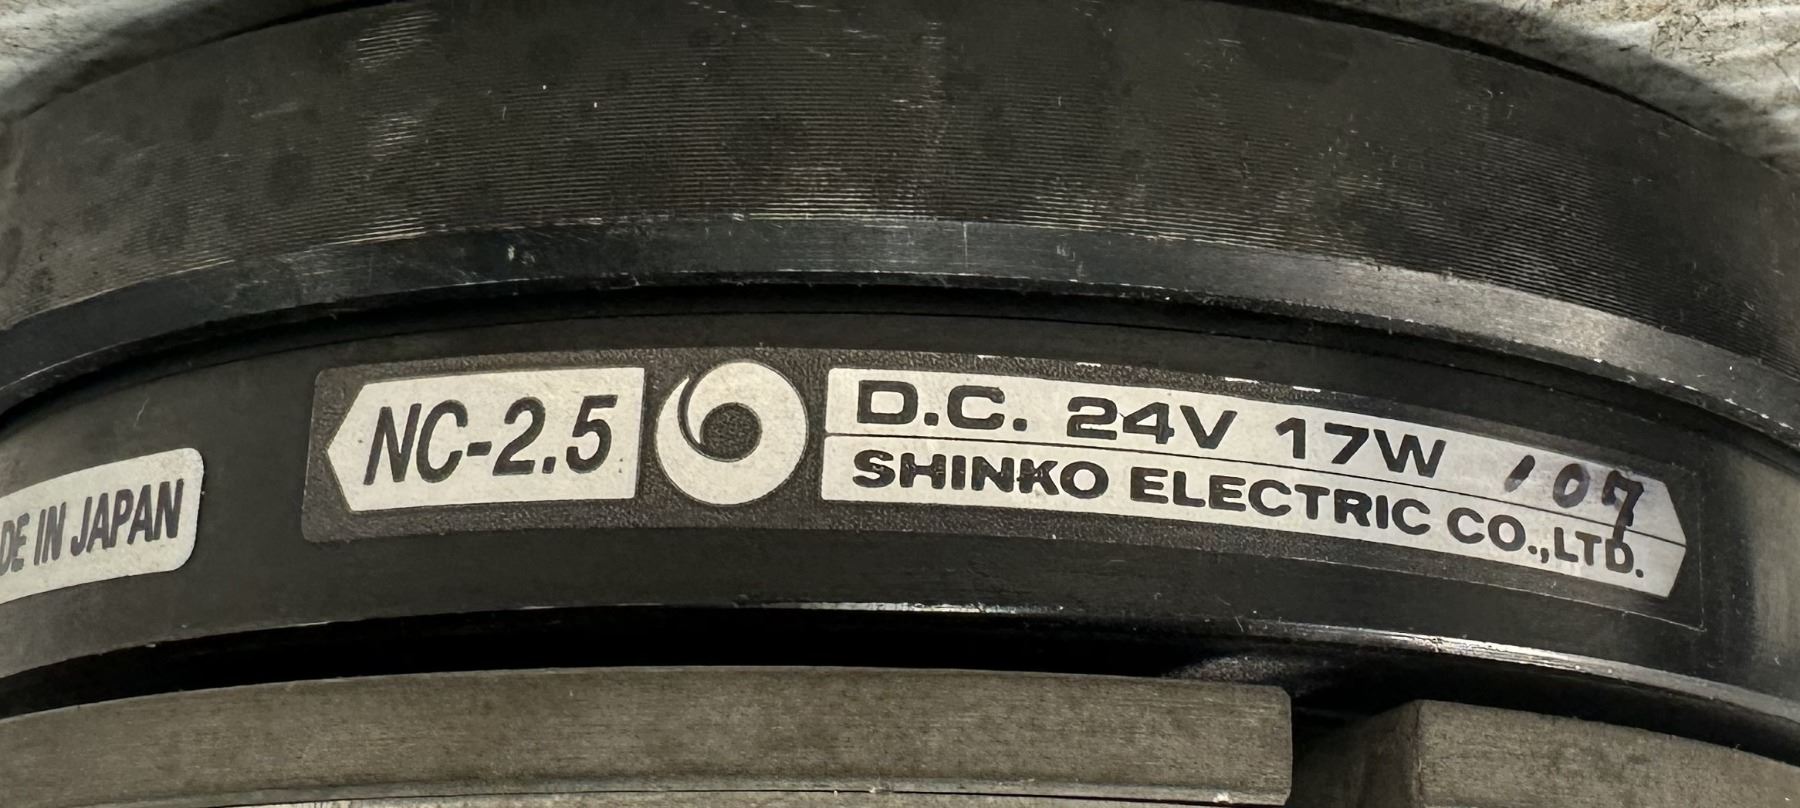 DE IN JAPAN
NC-2.5
D.C. 24V 17W
107
SHINKO ELECTRIC CO.,LTD.